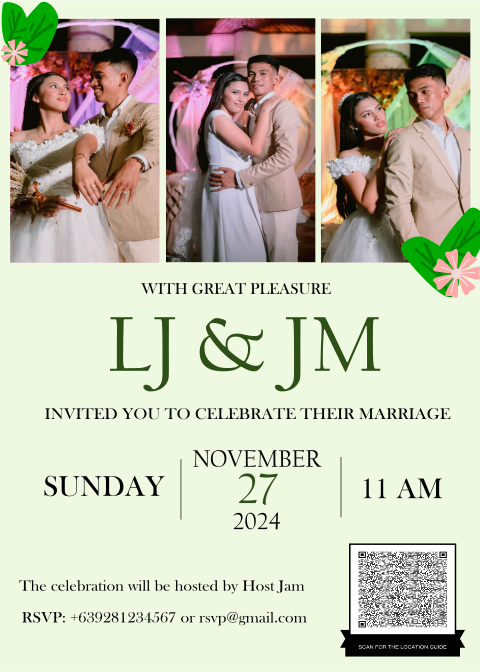 WITH GREAT PLEASURE
LJ & JM
INVITED YOU TO CELEBRATE THEIR MARRIAGE
SUNDAY
NOVEMBER
27
2024
11 AM
The celebration will be hosted by Host Jam
RSVP: +639281234567 or rsvp@gmail.com
SCAN FOR THE LOCATION GUIDE